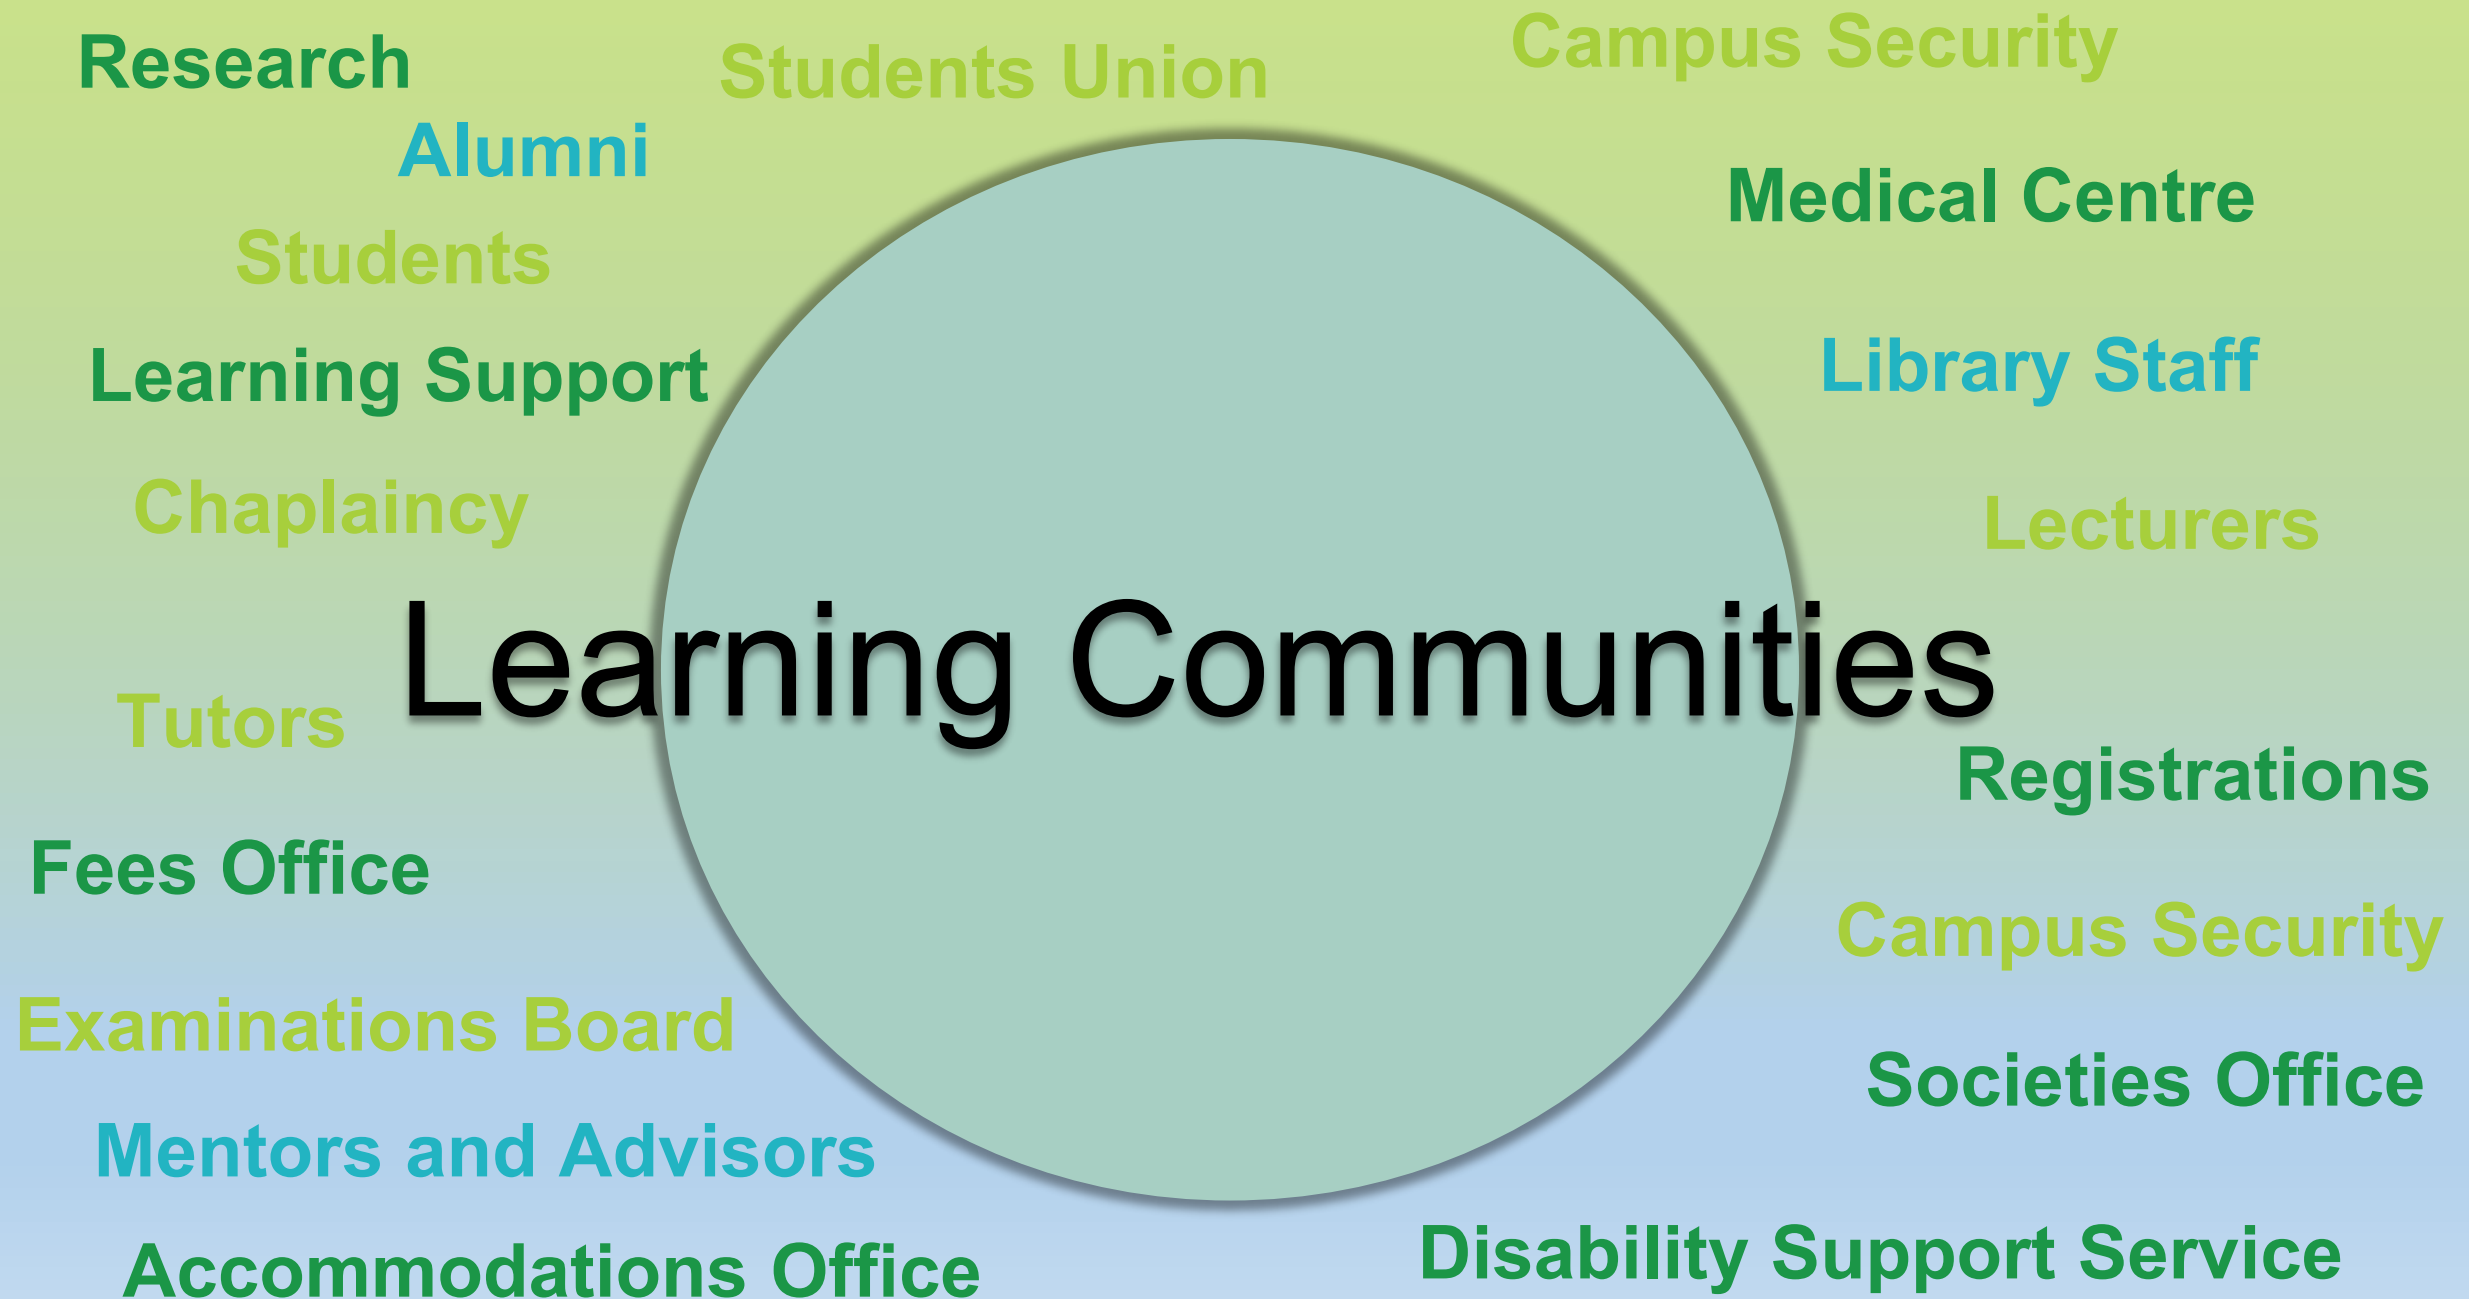 Research
Students Union
Campus Security
Alumni
Medical Centre
Students
Learning Support
Library Staff
Chaplaincy
Lecturers
Learning Communities
Tutors
Registrations
Fees Office
Campus Security
Examinations Board
Societies Office
Mentors and Advisors
Disability Support Service
Accommodations Office